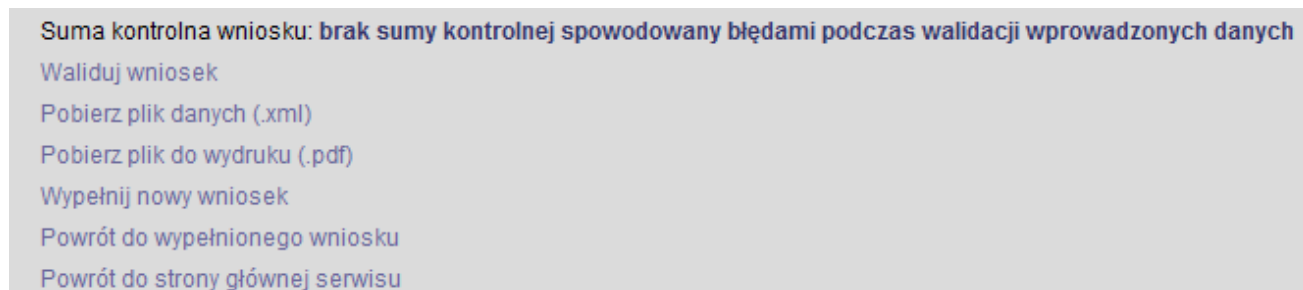 Suma kontrolna wniosku: brak sumy kontrolnej spowodowany błędami podczas walidacji wprowadzonych danych
Waliduj wniosek
Pobierz plik danych (.xml)
Pobierz plik do wydruku (.pdf)
Wypełnij nowy wniosek
Powrót do wypełnionego wniosku
Powrót do strony głównej serwisu